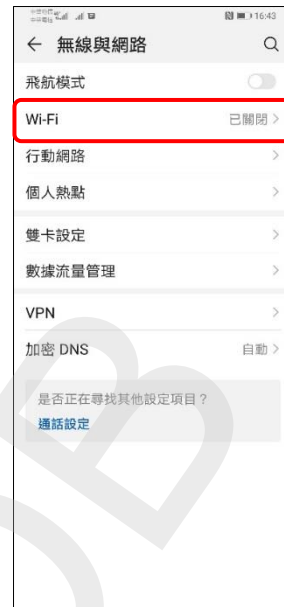 16:43
無線與網路
飛航模式
Wi-Fi 已關閉
行動網路
個人熱點
雙卡設定
數據流量管理
VPN
加密 DNS 自動
是否正在尋找其他設定項目？
通話設定